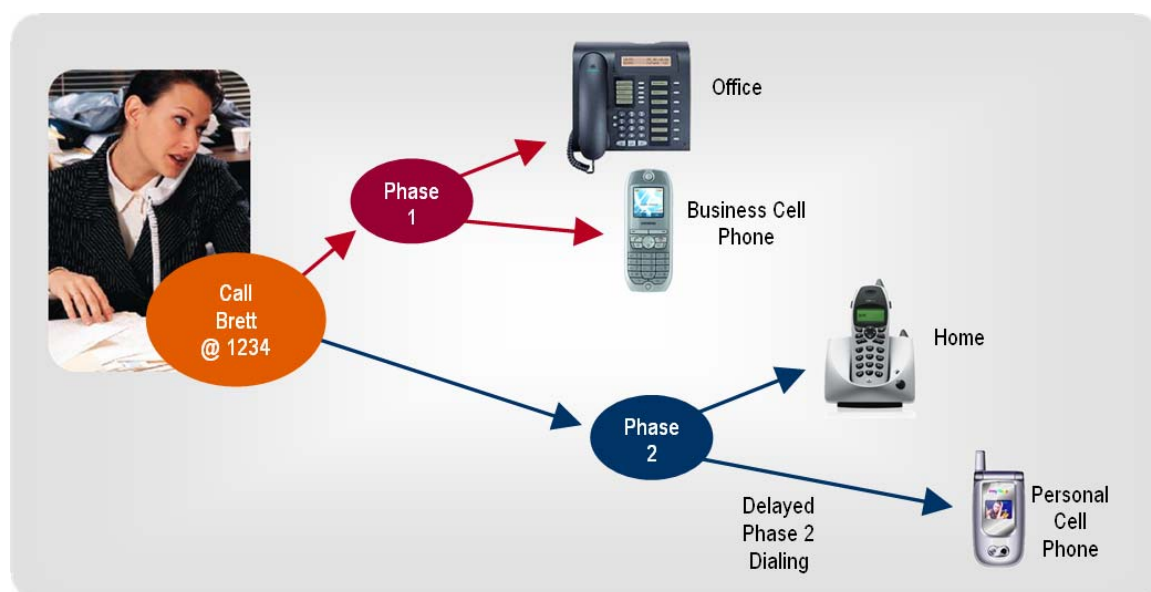 Office
Phase
1
Business Cell
Phone
Call
Brett
@ 1234
Home
Phase
2
Delayed
Phase 2
Dialing
Personal
Cell
Phone